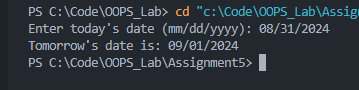 PS C:\Code\OOPS_Lab> cd "c:\Code\OOPS_Lab\Assign
Enter today's date (mm/dd/yyyy): 08/31/2024
Tomorrow's date is: 09/01/2024
PS C:\Code\OOPS_Lab\Assignment5>